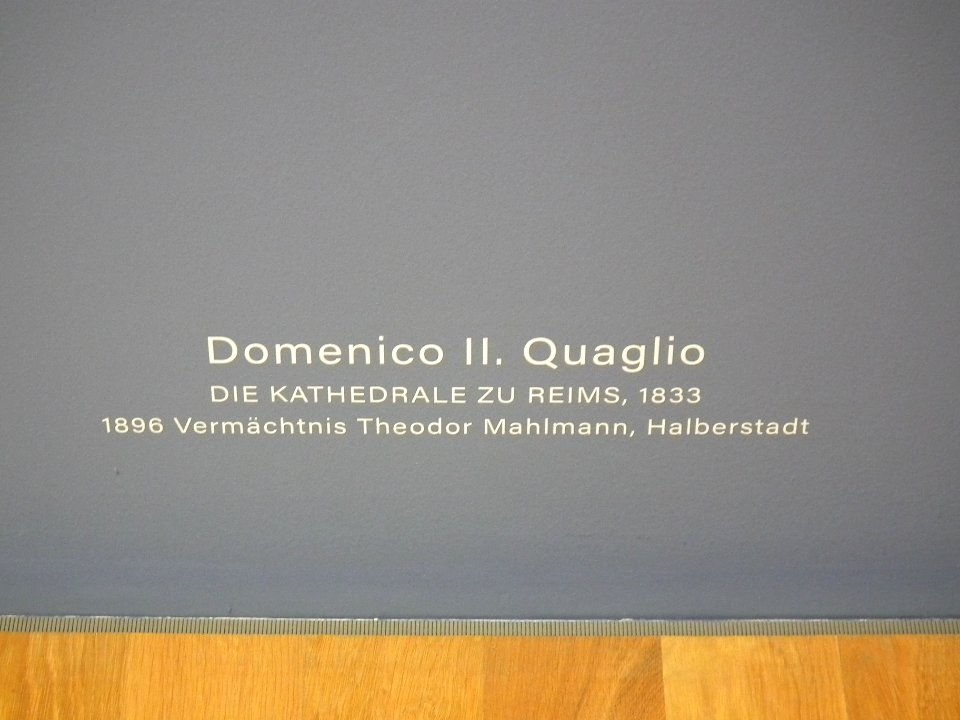 Domenico II. Quaglio
DIE KATHEDRALE ZU REIMS, 1833
1896 Vermächtnis Theodor Mahlmann, Halberstadt